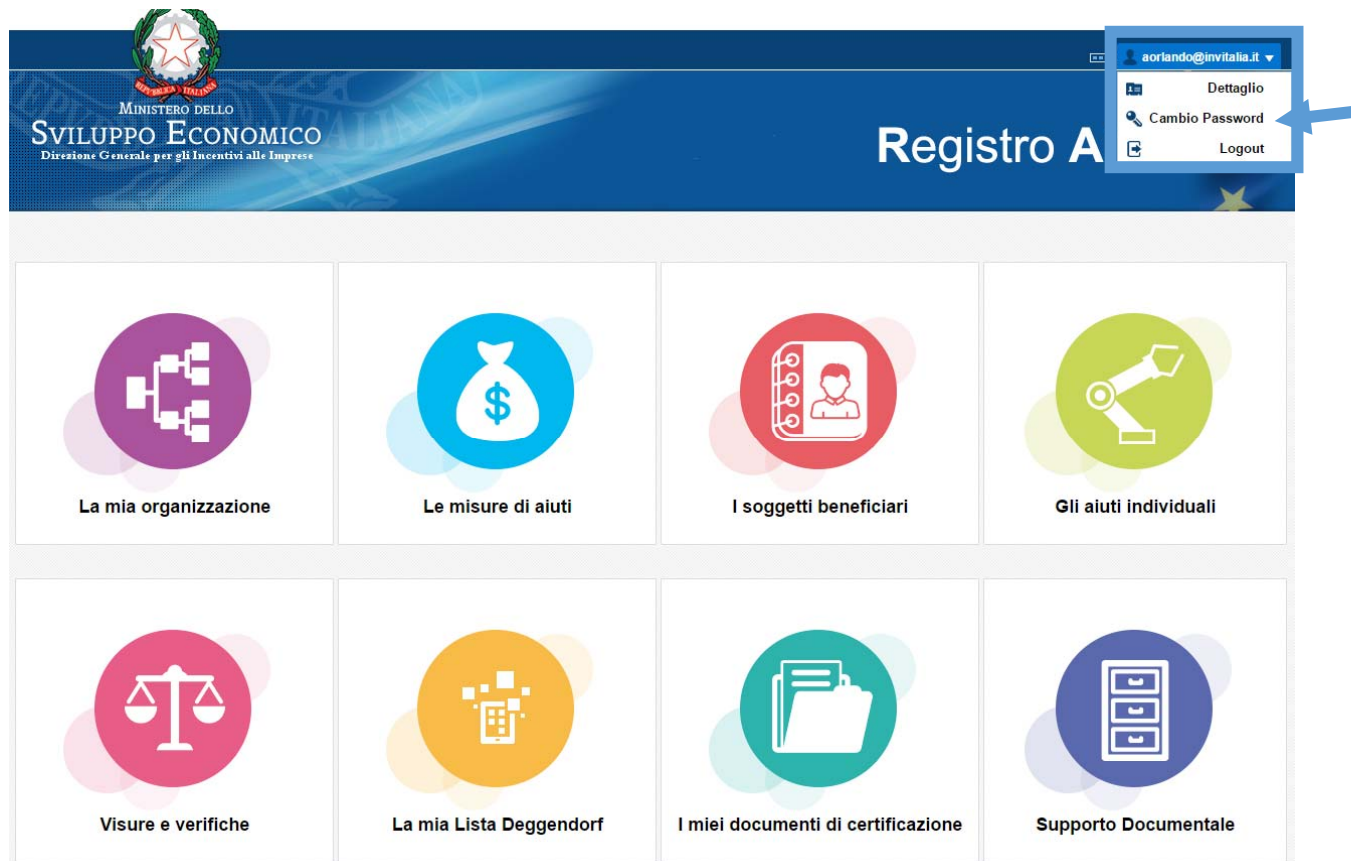 REPVBBLICA ITALIANA
aorlando@invitalia.it
Dettaglio
Cambio Password
Logout
MINISTERO DELLO
SVILUPPO ECONOMICO
Direzione Generale per gli Incentivi alle Imprese
Registro A
La mia organizzazione
Le misure di aiuti
I soggetti beneficiari
Gli aiuti individuali
Visure e verifiche
La mia Lista Deggendorf
I miei documenti di certificazione
Supporto Documentale